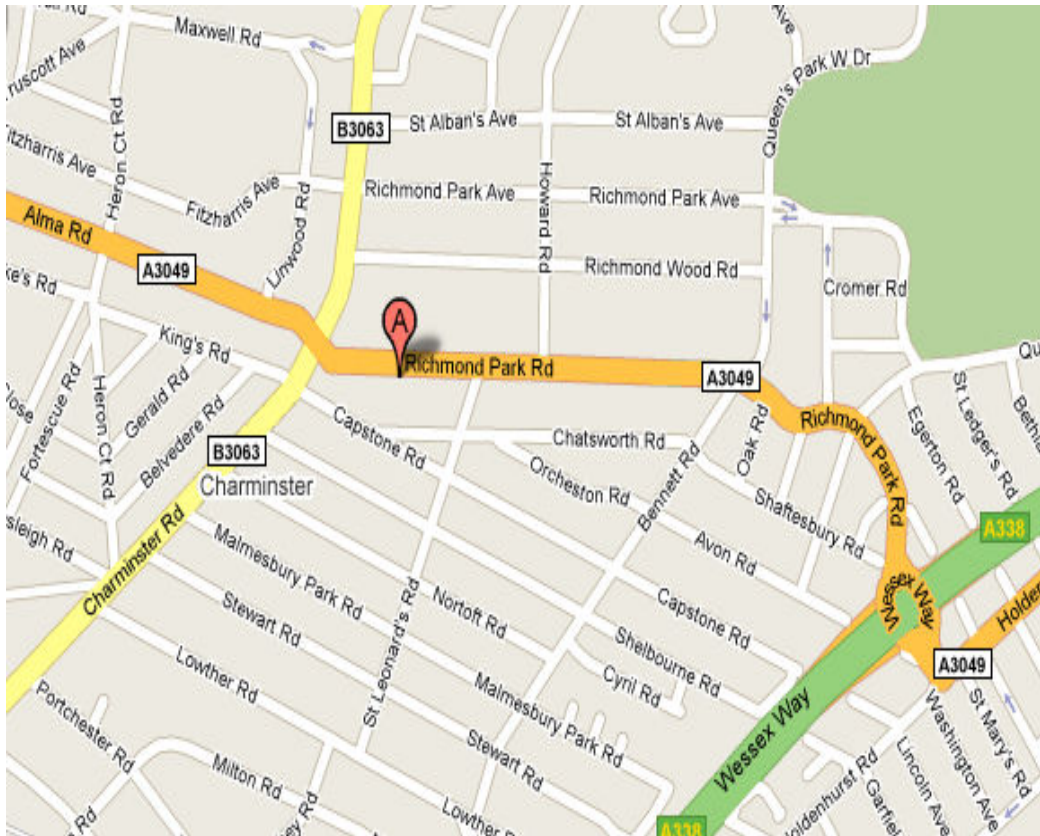 Maxwell Rd
Queen's Park W Dr
Ave
Heron Ct Rd
B3063
St Alban's Ave
St Alban's Ave
Fitzharris Ave
Linwood Rd
Richmond Park Ave
Howard Rd
Richmond Park Ave
Alma Rd
A3049
Richmond Wood Rd
Cromer Rd
King's Rd
A
Richmond Park Rd
A3049
Fortescue Rd
Heron Ct Rd
Gerald Rd
Belvedere Rd
Capstone Rd
Chatsworth Rd
Oak Rd
Richmond Park Rd
Egerton Rd
St Ledger's Rd
Close
B3063
Charminster
Orcheston Rd
Bennett Rd
Shaftesbury Rd
A338
Charminster Rd
Malmesbury Park Rd
Avon Rd
Stewart Rd
St Leonard's Rd
Nortoft Rd
Capstone Rd
Wessex Way
Shelbourne Rd
Lowther Rd
Cyril Rd
A3049
Malmesbury Park Rd
Wessex Way
Portchester Rd
Stewart Rd
Washington Ave
St Mary's Rd
Milton Rd
Lowther Rd
Lincoln Ave
A338
Rd